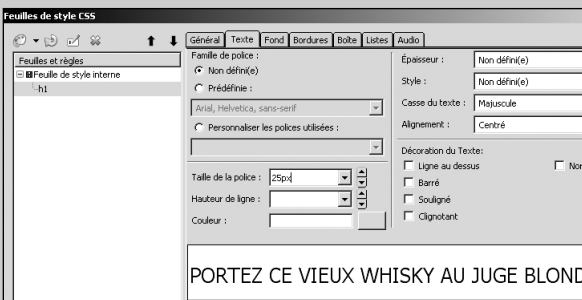 Feuilles de style CSS
Général Texte Fond Bordures Boîte Listes Audio
Feuilles et règles
Feuille de style interne
h1
Famille de police :
Non défini(e)
Prédéfinie :
Arial, Helvetica, sans-serif
Personnaliser les polices utilisées :
Taille de la police : 25px
Hauteur de ligne :
Couleur :
Épaisseur : Non défini(e)
Style : Non défini(e)
Casse du texte : Majuscule
Alignement : Centré
Décoration du Texte:
Ligne au dessus
Barré
Souligné
Clignotant
PORTEZ CE VIEUX WHISKY AU JUGE BLOND